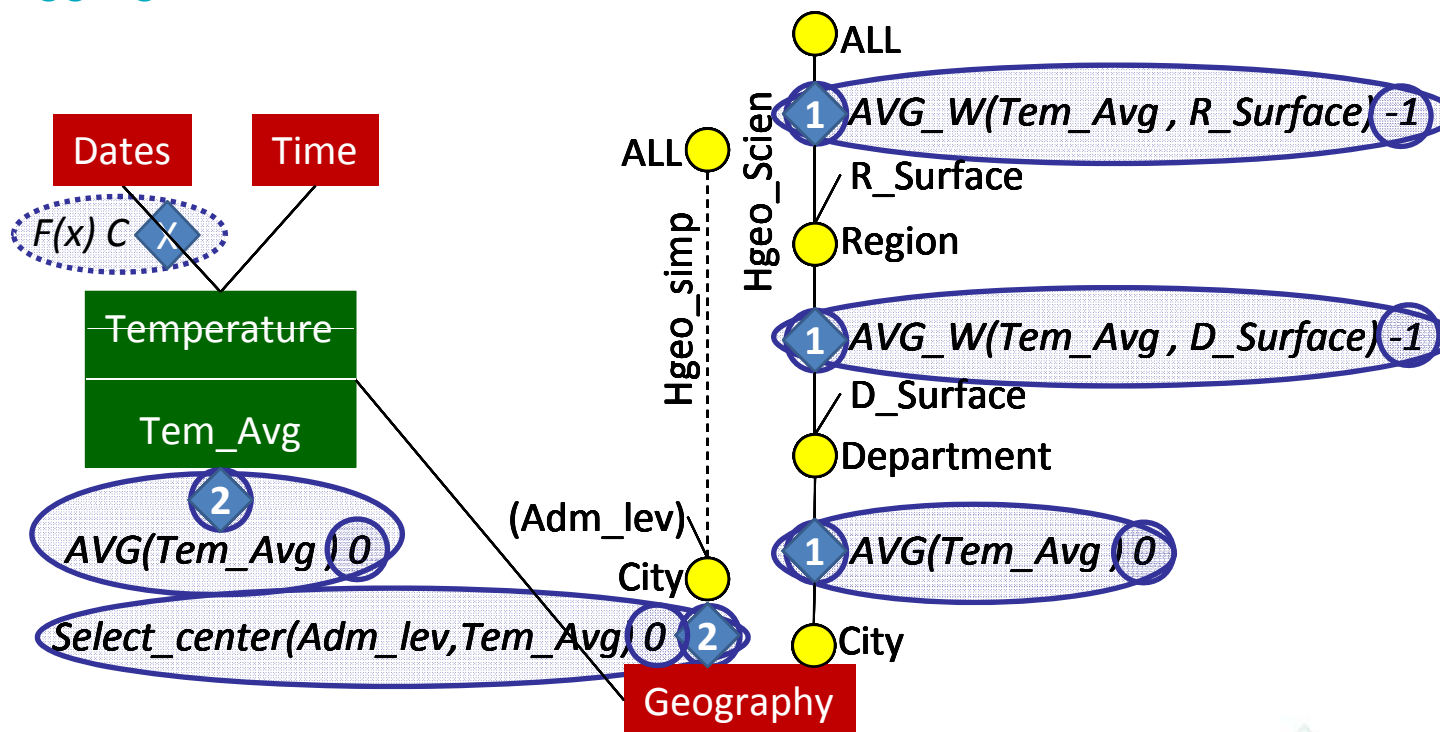 ALL
1 AVG_W(Tem_Avg , R_Surface) -1
Dates
Time
ALL
Hgeo_Scien
R_Surface
F(x) C X
Region
Hgeo_simp
Temperature
1 AVG_W(Tem_Avg , D_Surface) -1
D_Surface
Tem_Avg
Department
2
AVG(Tem_Avg ) 0
(Adm_lev)
1 AVG(Tem_Avg ) 0
City
Select_center(Adm_lev,Tem_Avg) 0 2
City
Geography